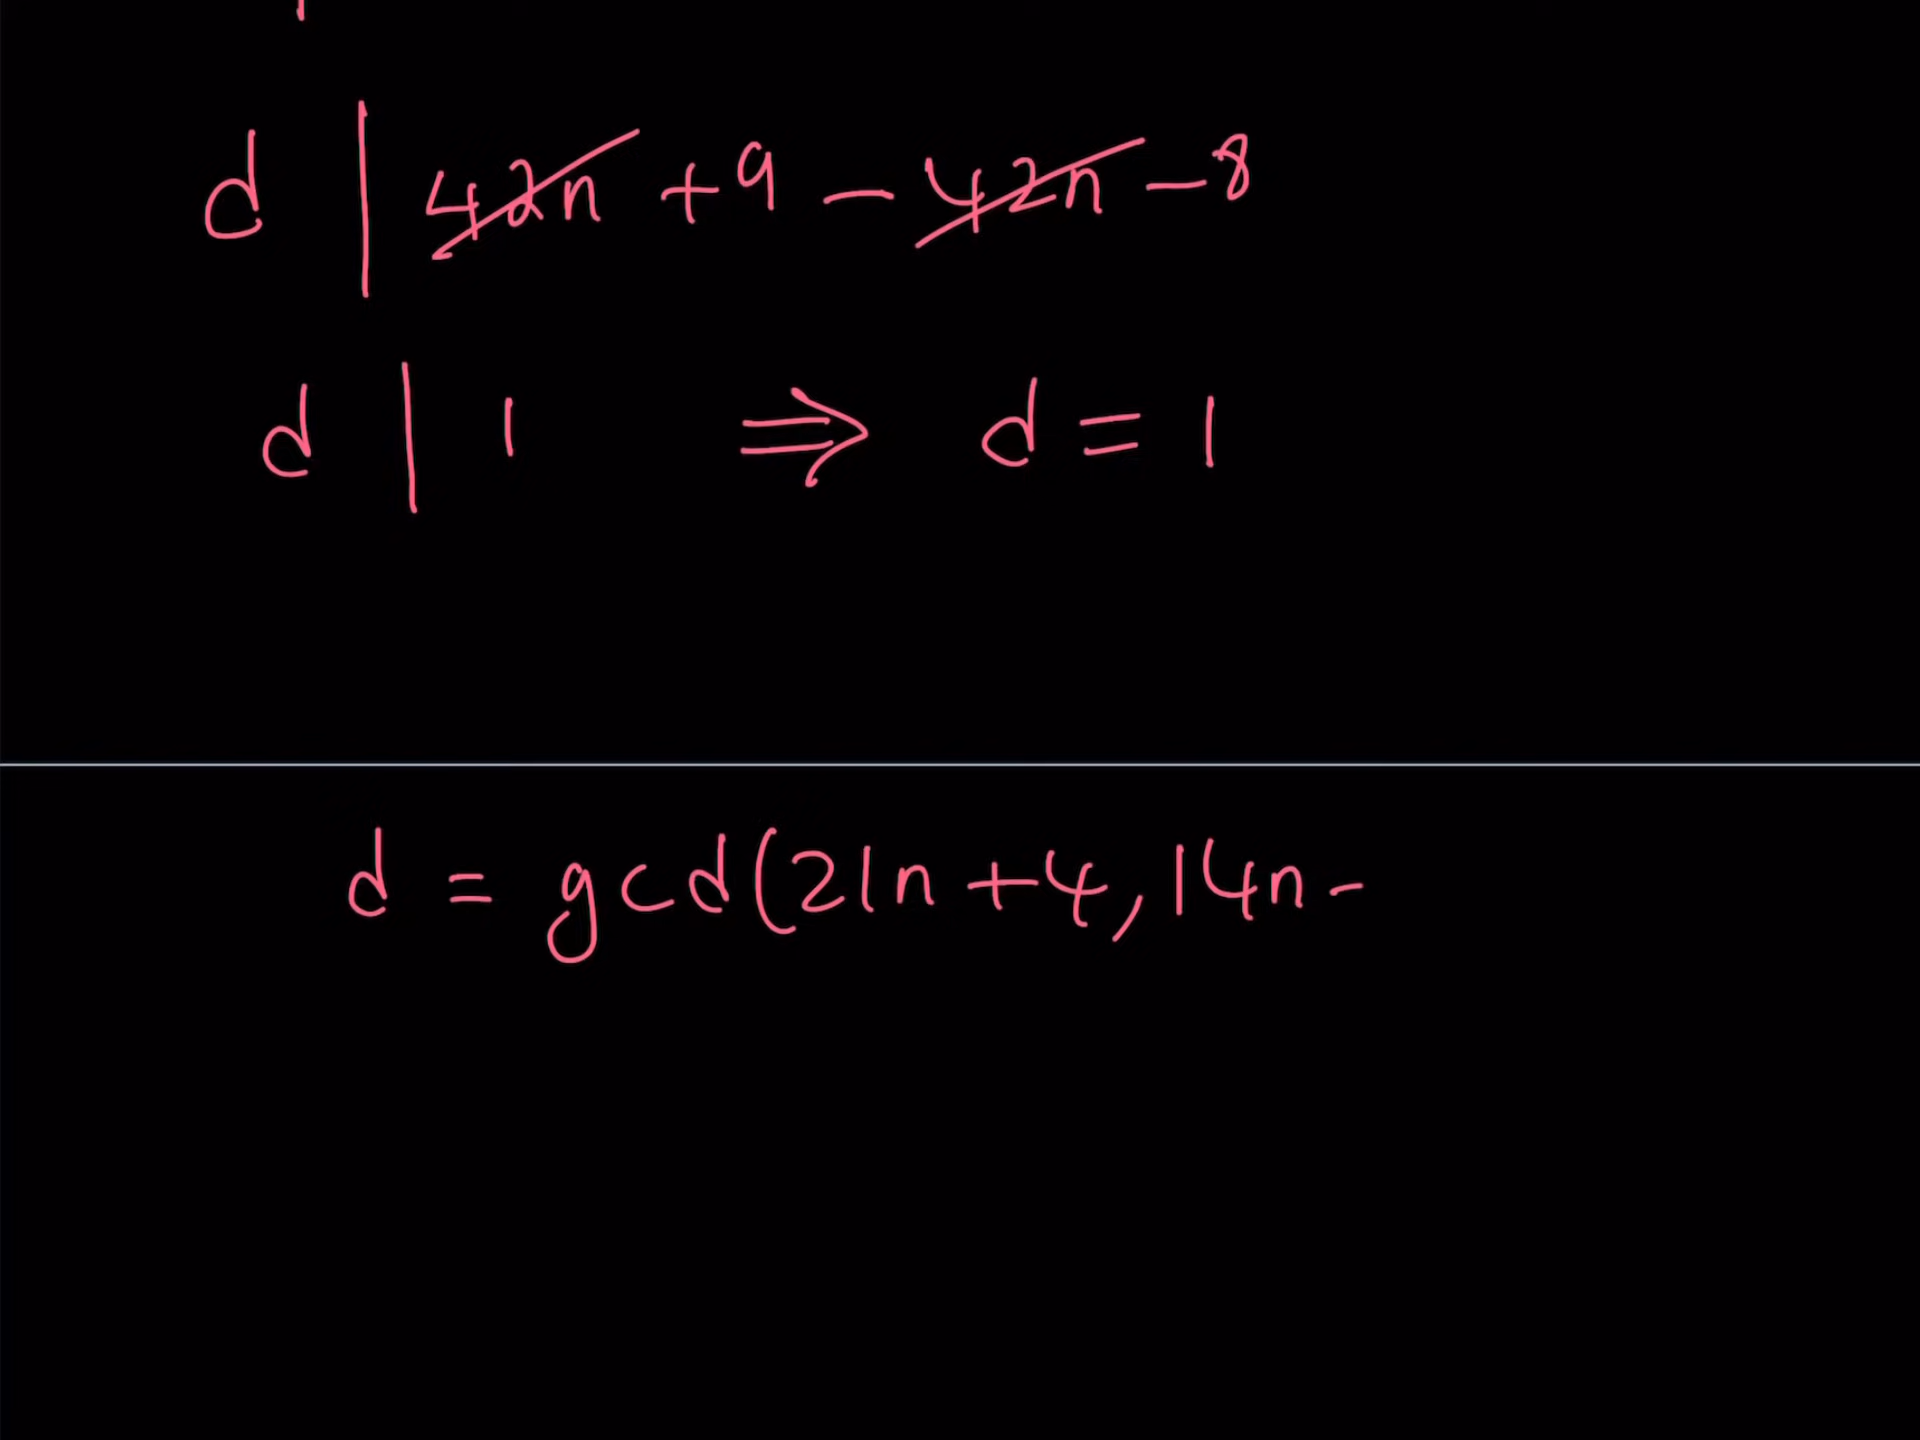 d | 42n + 9 - 42n - 8
d | 1 ⇒ d = 1
d = gcd(21n + 4, 14n -